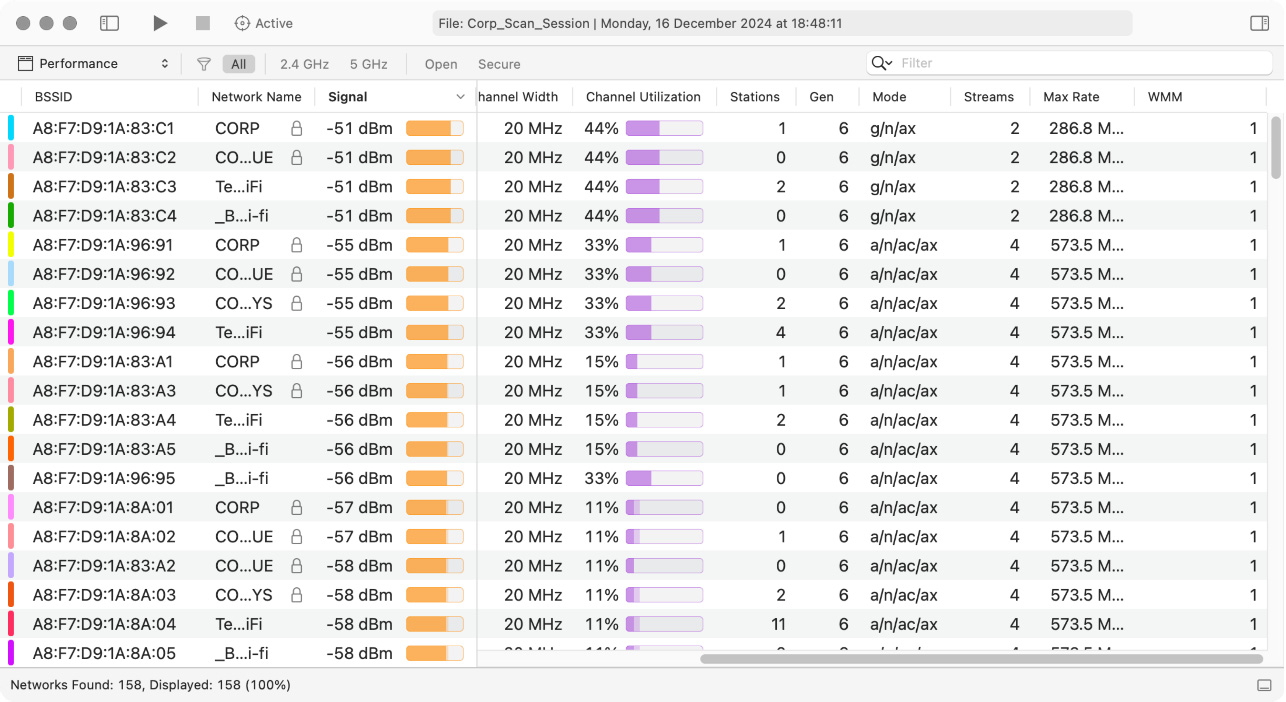 Active
File: Corp_Scan_Session | Monday, 16 December 2024 at 18:48:11
Performance All 2.4 GHz 5 GHz Open Secure Filter
BSSID Network Name Signal hannel Width Channel Utilization Stations Gen Mode Streams Max Rate WMM
A8:F7:D9:1A:83:C1 CORP -51 dBm 20 MHz 44% 1 6 g/n/ax 2 286.8 M... 1
A8:F7:D9:1A:83:C2 CO...UE -51 dBm 20 MHz 44% 0 6 g/n/ax 2 286.8 M... 1
A8:F7:D9:1A:83:C3 Te...iFi -51 dBm 20 MHz 44% 2 6 g/n/ax 2 286.8 M... 1
A8:F7:D9:1A:83:C4 _B...i-fi -51 dBm 20 MHz 44% 0 6 g/n/ax 2 286.8 M... 1
A8:F7:D9:1A:96:91 CORP -55 dBm 20 MHz 33% 1 6 a/n/ac/ax 4 573.5 M... 1
A8:F7:D9:1A:96:92 CO...UE -55 dBm 20 MHz 33% 0 6 a/n/ac/ax 4 573.5 M... 1
A8:F7:D9:1A:96:93 CO...YS -55 dBm 20 MHz 33% 2 6 a/n/ac/ax 4 573.5 M... 1
A8:F7:D9:1A:96:94 Te...iFi -55 dBm 20 MHz 33% 4 6 a/n/ac/ax 4 573.5 M... 1
A8:F7:D9:1A:83:A1 CORP -56 dBm 20 MHz 15% 1 6 a/n/ac/ax 4 573.5 M... 1
A8:F7:D9:1A:83:A3 CO...YS -56 dBm 20 MHz 15% 1 6 a/n/ac/ax 4 573.5 M... 1
A8:F7:D9:1A:83:A4 Te...iFi -56 dBm 20 MHz 15% 2 6 a/n/ac/ax 4 573.5 M... 1
A8:F7:D9:1A:83:A5 _B...i-fi -56 dBm 20 MHz 15% 0 6 a/n/ac/ax 4 573.5 M... 1
A8:F7:D9:1A:96:95 _B...i-fi -56 dBm 20 MHz 33% 0 6 a/n/ac/ax 4 573.5 M... 1
A8:F7:D9:1A:8A:01 CORP -57 dBm 20 MHz 11% 0 6 a/n/ac/ax 4 573.5 M... 1
A8:F7:D9:1A:8A:02 CO...UE -57 dBm 20 MHz 11% 1 6 a/n/ac/ax 4 573.5 M... 1
A8:F7:D9:1A:83:A2 CO...UE -58 dBm 20 MHz 11% 0 6 a/n/ac/ax 4 573.5 M... 1
A8:F7:D9:1A:8A:03 CO...YS -58 dBm 20 MHz 11% 2 6 a/n/ac/ax 4 573.5 M... 1
A8:F7:D9:1A:8A:04 Te...iFi -58 dBm 20 MHz 11% 11 6 a/n/ac/ax 4 573.5 M... 1
A8:F7:D9:1A:8A:05 _B...i-fi -58 dBm
Networks Found: 158, Displayed: 158 (100%)